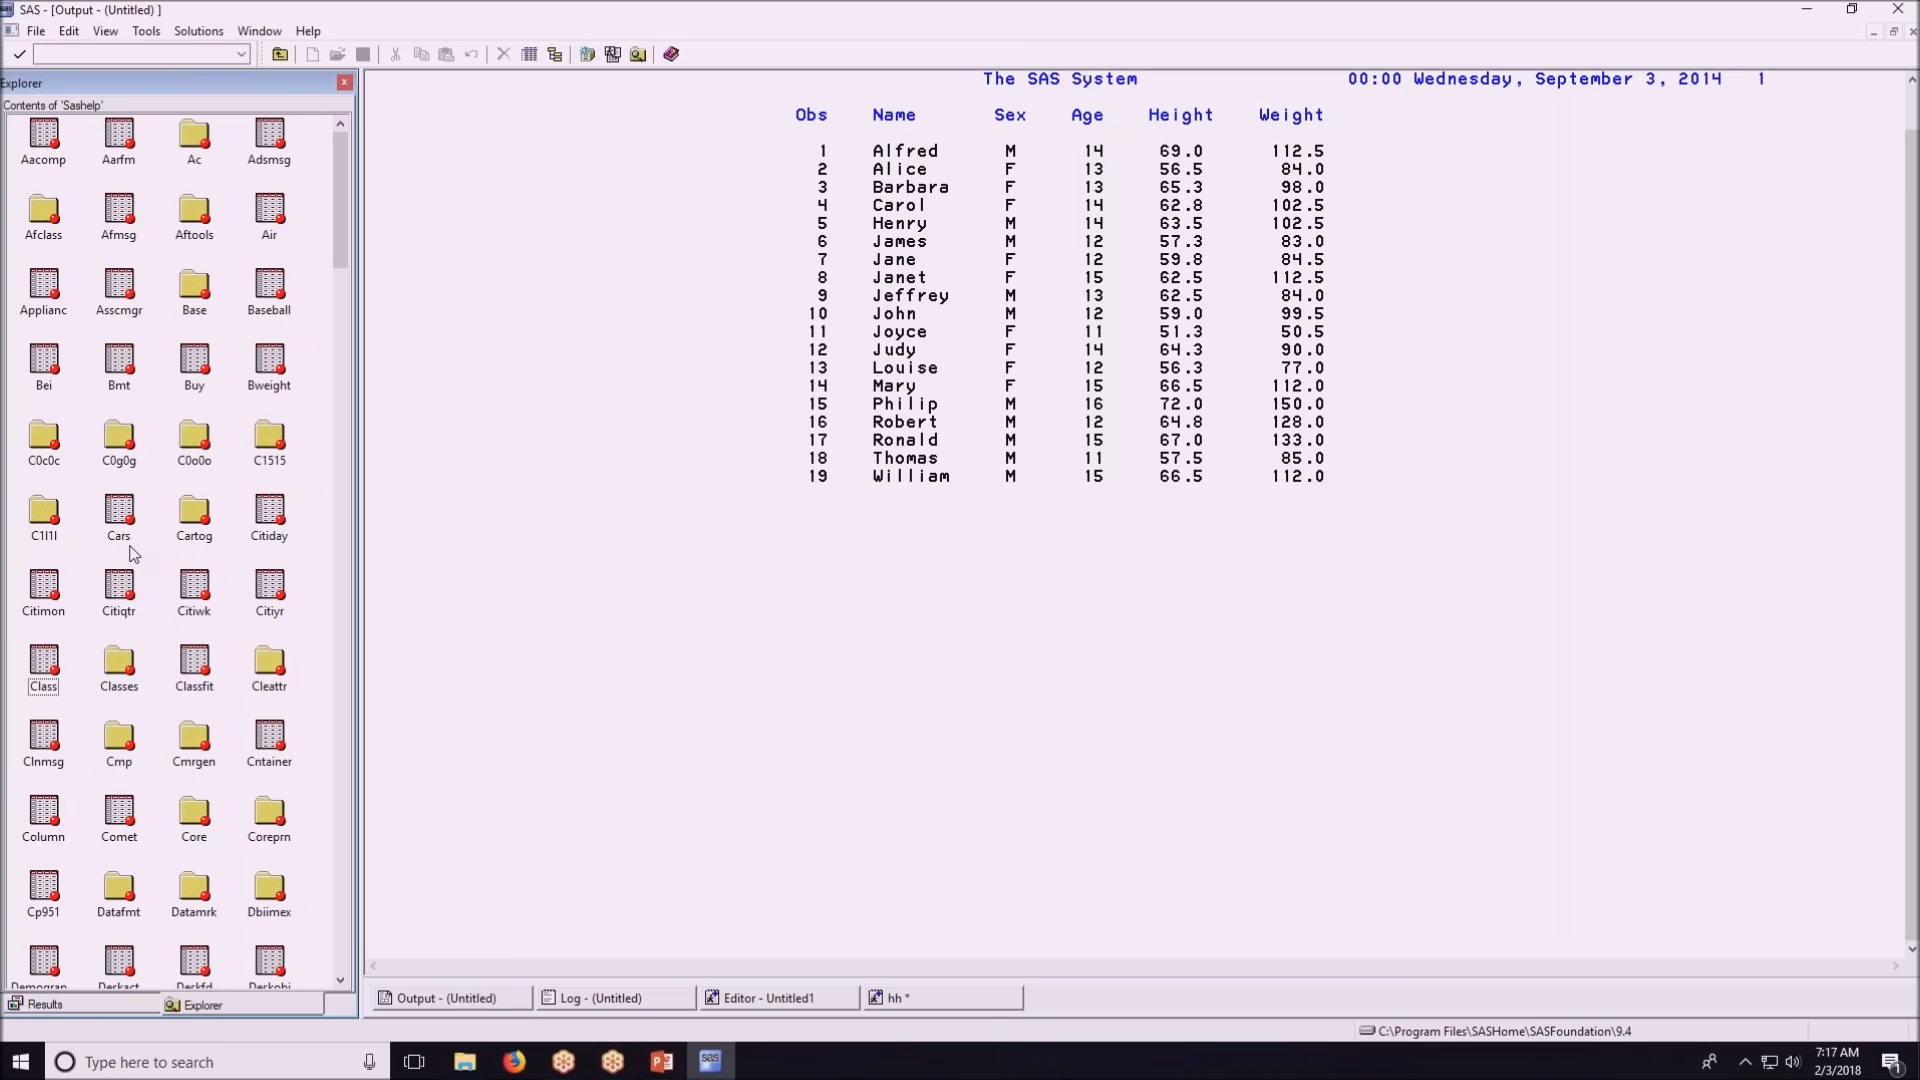 SAS - [Output - (Untitled) ]
File Edit View Tools Solutions Window Help
Explorer
Contents of 'Sashelp'
Aacomp Aarfm Ac Adsmsg
Afclass Afmsg Aftools Air
Applianc Asscmgr Base Baseball
Bei Bmt Buy Bweight
C0c0c C0g0g C0o0o C1515
C1l1l Cars Cartog Citiday
Citimon Citiqtr Citiwk Citiyr
Class Classes Classfit Cleattr
Clnmsg Cmp Cmrgen Cntainer
Column Comet Core Coreprn
Cp951 Datafmt Datamrk Dbiimex
Results Explorer
The SAS System 00:00 Wednesday, September 3, 2014 1
Obs Name Sex Age Height Weight
1 Alfred M 14 69.0 112.5
2 Alice F 13 56.5 84.0
3 Barbara F 13 65.3 98.0
4 Carol F 14 62.8 102.5
5 Henry M 14 63.5 102.5
6 James M 12 57.3 83.0
7 Jane F 12 59.8 84.5
8 Janet F 15 62.5 112.5
9 Jeffrey M 13 62.5 84.0
10 John M 12 59.0 99.5
11 Joyce F 11 51.3 50.5
12 Judy F 14 64.3 90.0
13 Louise F 12 56.3 77.0
14 Mary F 15 66.5 112.0
15 Philip M 16 72.0 150.0
16 Robert M 12 64.8 128.0
17 Ronald M 15 67.0 133.0
18 Thomas M 11 57.5 85.0
19 William M 15 66.5 112.0
Output - (Untitled) Log - (Untitled) Editor - Untitled1 hh *
C:\Program Files\SASHome\SASFoundation\9.4
Type here to search
7:17 AM
2/3/2018